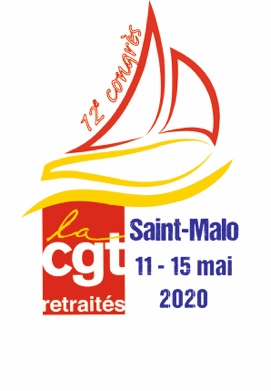 12e congrès
la
cgt
retraités
Saint-Malo
11 - 15 mai
2020